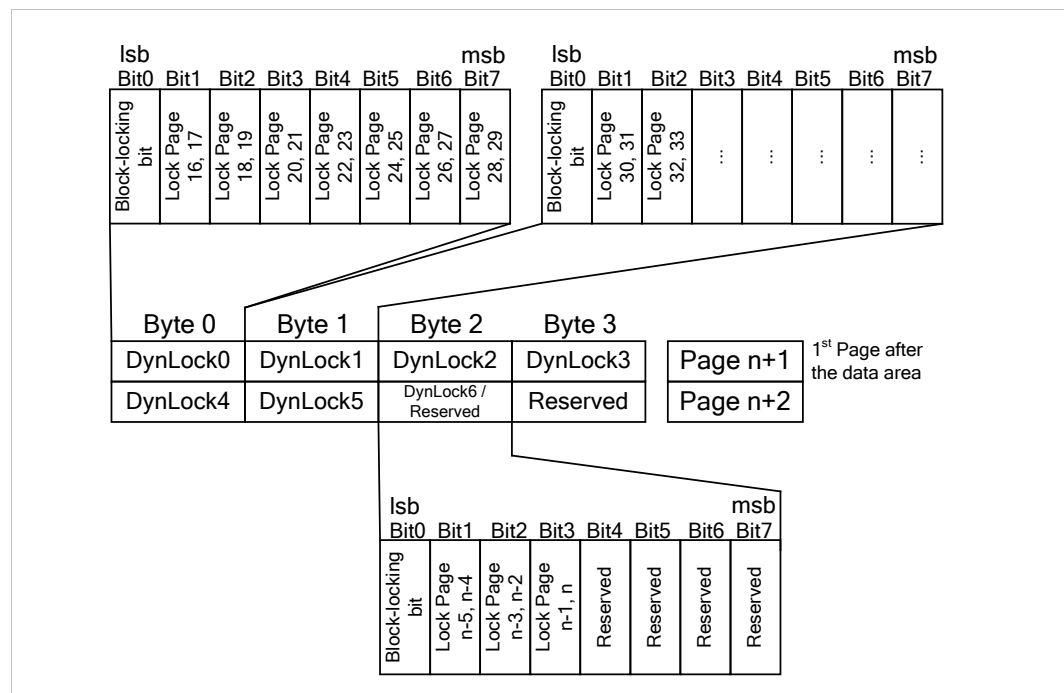 lsb msb
Bit0 Bit1 Bit2 Bit3 Bit4 Bit5 Bit6 Bit7
Block-locking
bit
Lock Page
16, 17
Lock Page
18, 19
Lock Page
20, 21
Lock Page
22, 23
Lock Page
24, 25
Lock Page
26, 27
Lock Page
28, 29
lsb msb
Bit0 Bit1 Bit2 Bit3 Bit4 Bit5 Bit6 Bit7
Block-locking
bit
Lock Page
30, 31
Lock Page
32, 33
...
...
...
...
...
Byte 0 Byte 1 Byte 2 Byte 3
DynLock0 DynLock1 DynLock2 DynLock3 Page n+1
1st Page after
the data area
DynLock4 DynLock5 DynLock6 /
Reserved
Reserved Page n+2
lsb msb
Bit0 Bit1 Bit2 Bit3 Bit4 Bit5 Bit6 Bit7
Block-locking
bit
Lock Page
n-5, n-4
Lock Page
n-3, n-2
Lock Page
n-1, n
Reserved
Reserved
Reserved
Reserved